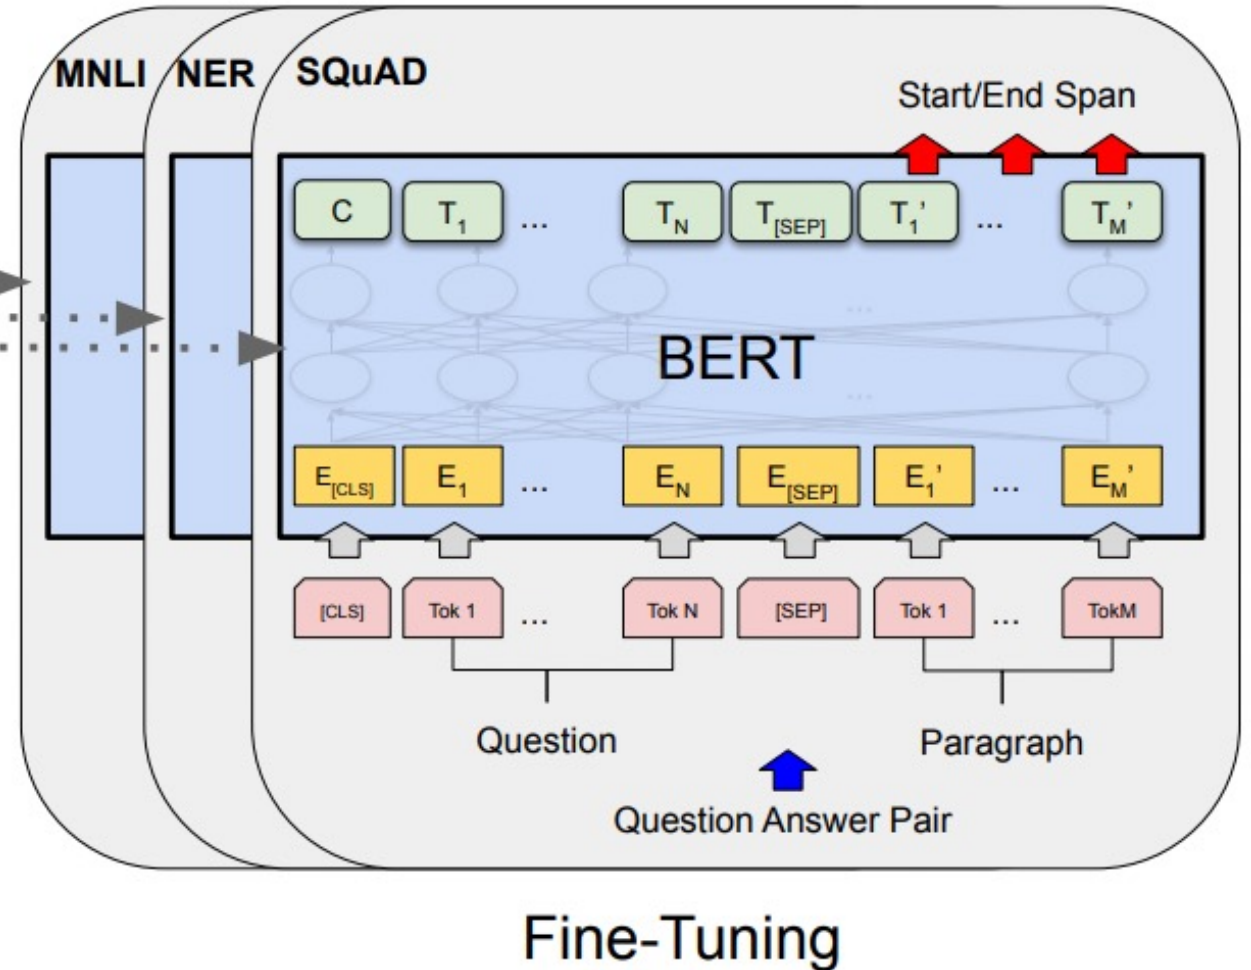 MNLI NER SQuAD
Start/End Span
C T1 ... TN T[SEP] T1’ ... TM’
...
BERT
...
E[CLS] E1 ... EN E[SEP] E1’ ... EM’
[CLS] Tok 1 ... Tok N [SEP] Tok 1 ... TokM
Question Paragraph
Question Answer Pair
Fine-Tuning